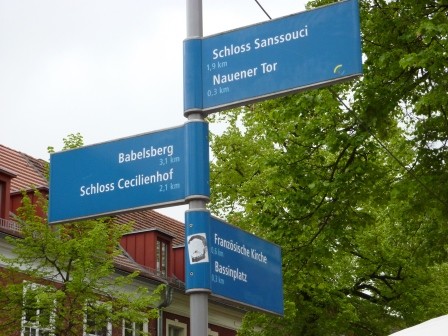 Schloss Sanssouci
1,9 km
Nauener Tor
0,3 km
Babelsberg
3,1 km
Schloss Cecilienhof
2,1 km
Französische Kirche
Bassinplatz